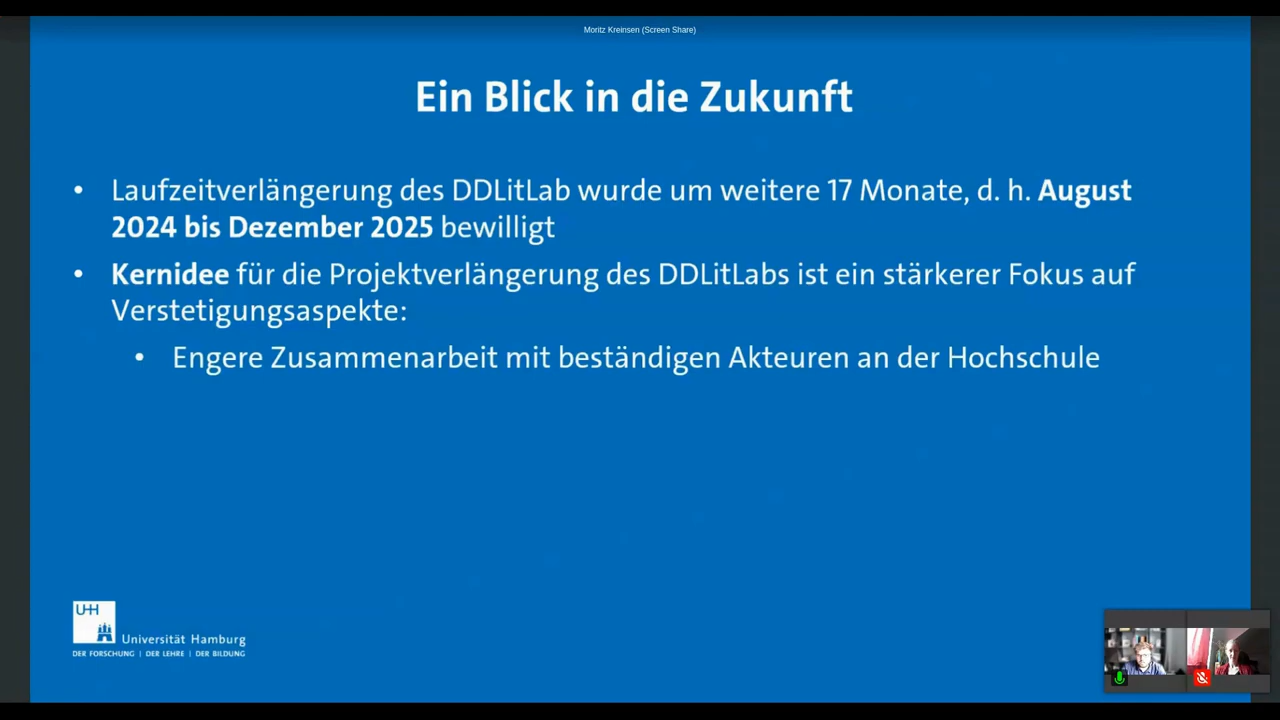 Moritz Kreinsen (Screen Share)
Ein Blick in die Zukunft
• Laufzeitverlängerung des DDLitLab wurde um weitere 17 Monate, d. h. August
2024 bis Dezember 2025 bewilligt
• Kernidee für die Projektverlängerung des DDLitLabs ist ein stärkerer Fokus auf
Verstetigungsaspekte:
• Engere Zusammenarbeit mit beständigen Akteuren an der Hochschule
UH
Universität Hamburg
DER FORSCHUNG | DER LEHRE | DER BILDUNG